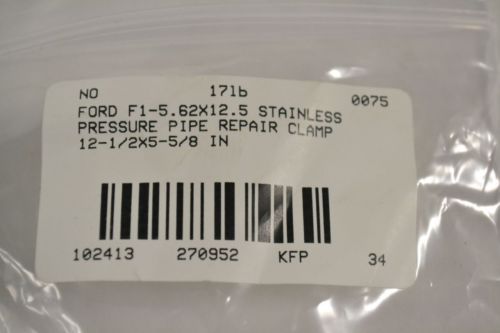 NO 17lb 0075
FORD F1-5.62X12.5 STAINLESS
PRESSURE PIPE REPAIR CLAMP
12-1/2X5-5/8 IN
102413 270952 KFP 34